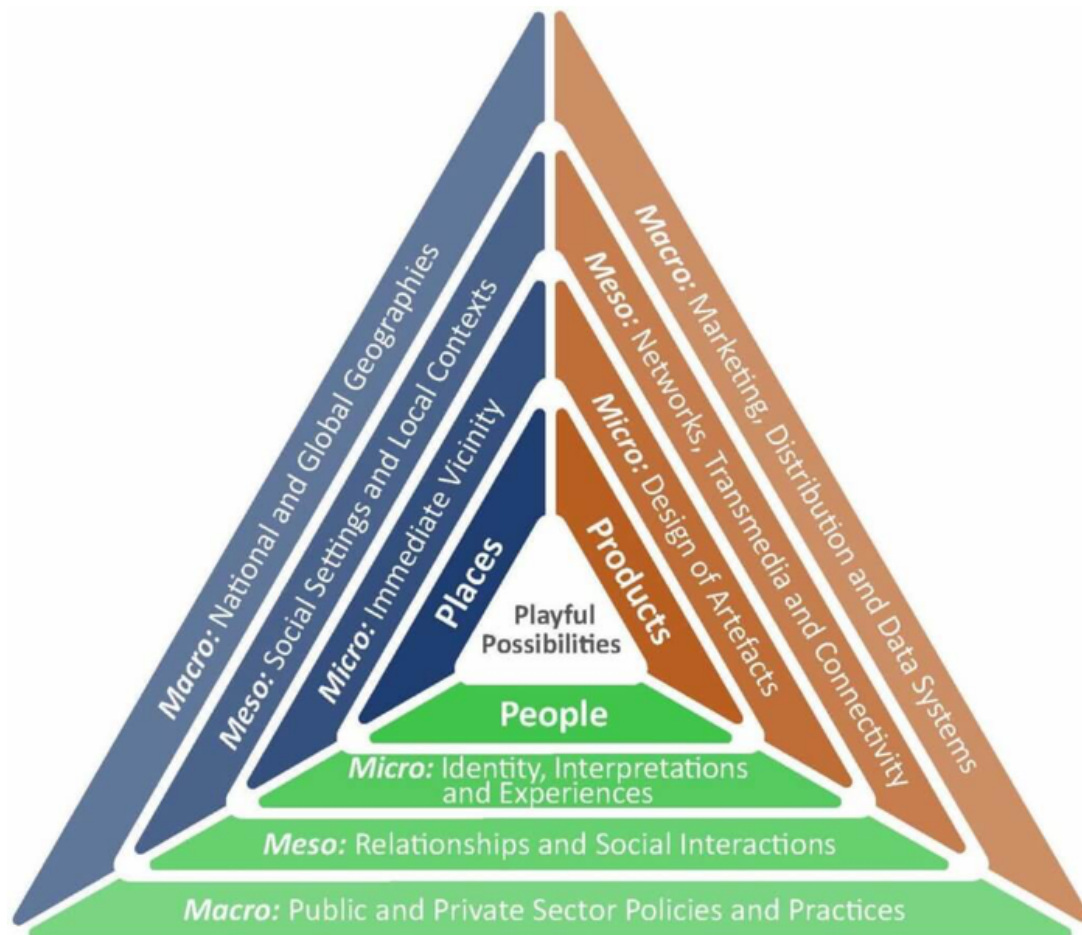 Macro: National and Global Geographies
Meso: Social Settings and Local Contexts
Micro: Immediate Vicinity
Places
Macro: Marketing, Distribution and Data Systems
Meso: Networks, Transmedia and Connectivity
Micro: Design of Artefacts
Products
Playful
Possibilities
People
Micro: Identity, Interpretations
and Experiences
Meso: Relationships and Social Interactions
Macro: Public and Private Sector Policies and Practices